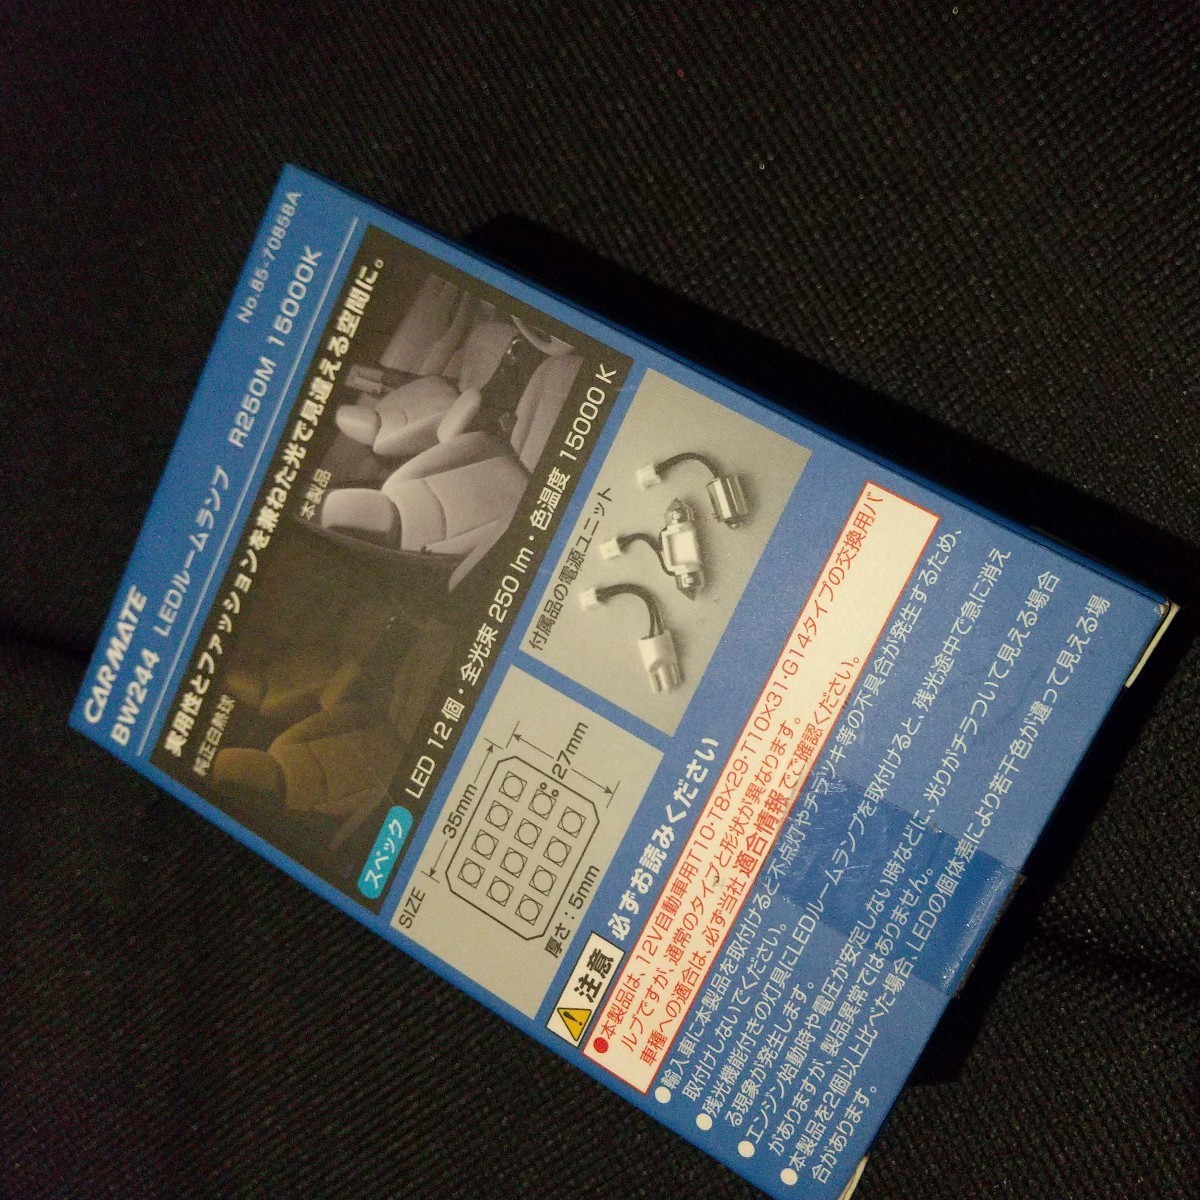 CARMATE
No.85-70858A
BW244 LEDルームランプ R250M 15000K
実用性とファッションを兼ねた光で見違える空間に。
純正白熱球
本製品
スペック
LED 12個・全光束 250 lm・色温度 15000 K
SIZE
35mm
27mm
厚さ：5mm
付属品の電源ユニット
注意 必ずお読みください
●本製品は、12V自動車用T10・T8×29・T10×31・G14タイプの交換用バ
ルブですが、通常のタイプと形状が異なります。
車種への適合は、必ず当社 適合情報でご確認ください。
●輸入車に本製品を取付けると不点灯やチラツキ等の不具合が発生するため、
取付けしないでください。
●残光機能付きの灯具にLEDルームランプを取付けると、残光途中で急に消え
る現象が発生します。
●エンジン始動時や電圧が安定しない時などに、光りがチラついて見える場合
がありますが、製品異常ではありません。
●本製品を2個以上比べた場合、LEDの個体差により若干色が違って見える場
合があります。